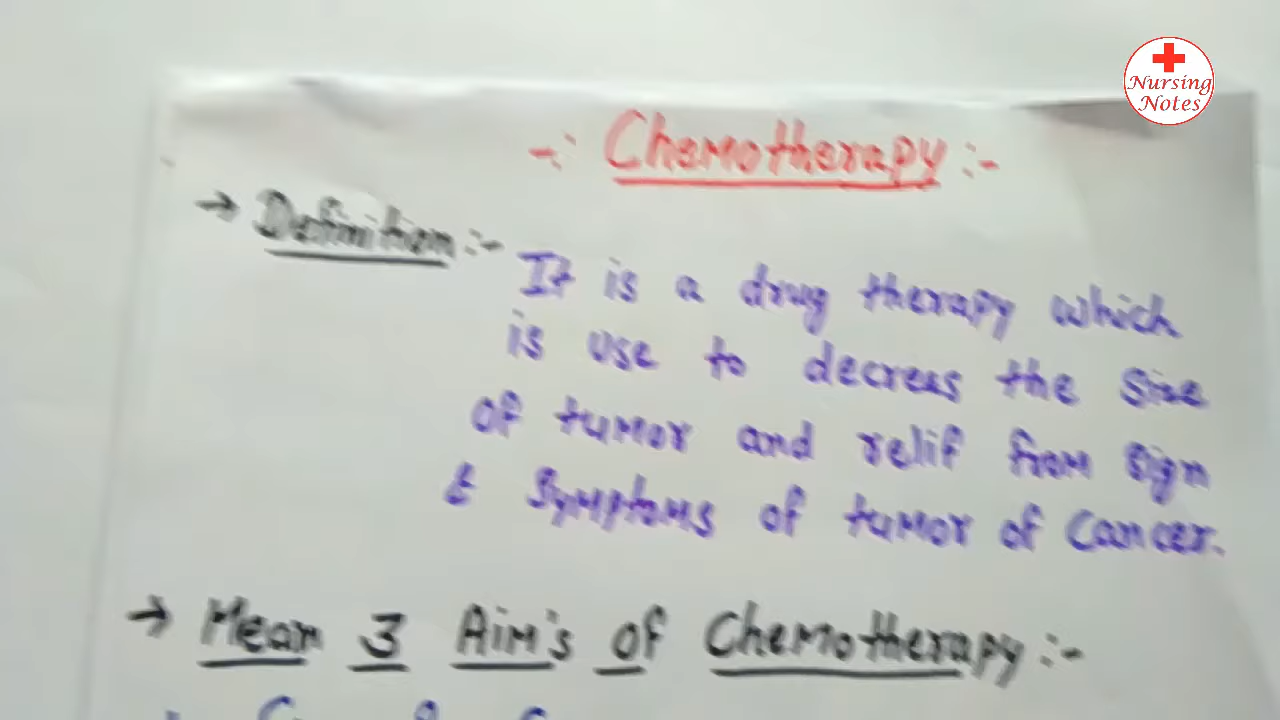 Nursing
Notes
-: Chemotherapy :-
→ Definition :-
It is a drug therapy which
is use to decreas the Size
of tumor and relif from sign
& Symptoms of tumor of Cancer.
→ Mean 3 Aim's of Chemotherapy :-